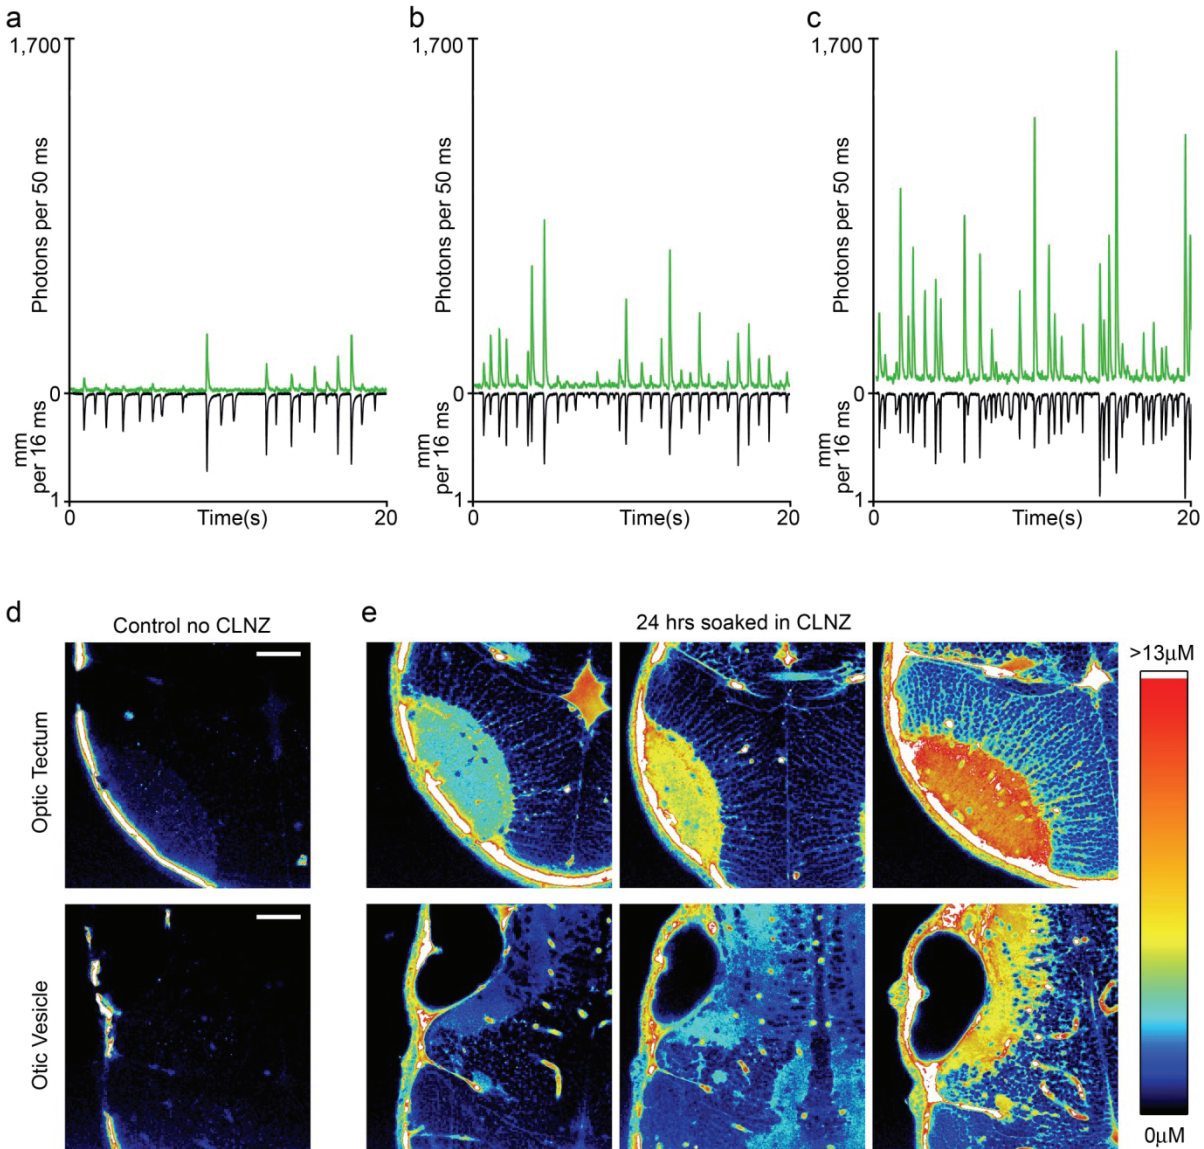 a
b
c
1,700
1,700
1,700
Photons per 50 ms
Photons per 50 ms
Photons per 50 ms
0
0
0
mm
per 16 ms
mm
per 16 ms
mm
per 16 ms
1
1
1
0
Time(s)
20
0
Time(s)
20
0
Time(s)
20
d
e
Control no CLNZ
24 hrs soaked in CLNZ
>13μM
Optic Tectum
Otic Vesicle
0μM